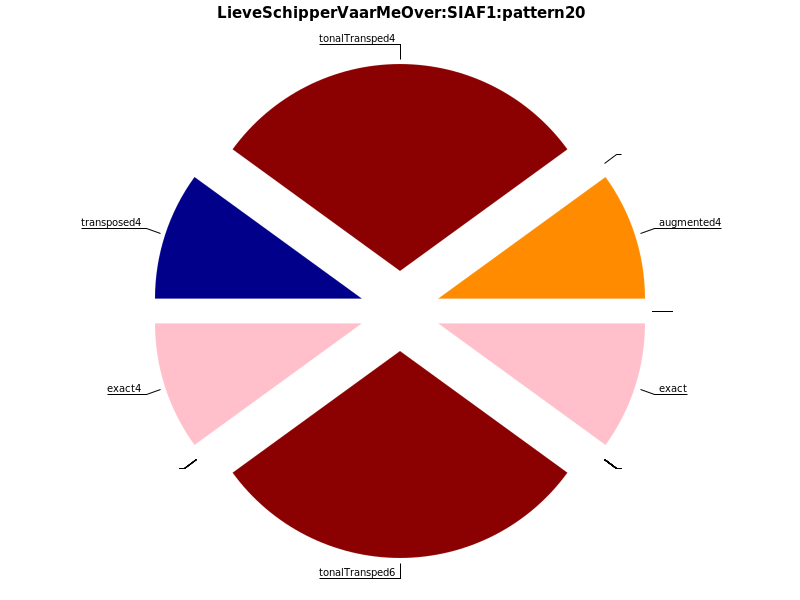 LieveSchipperVaarMeOver:SIAF1:pattern20
tonalTransped4
transposed4
augmented4
exact4
exact
tonalTransped6